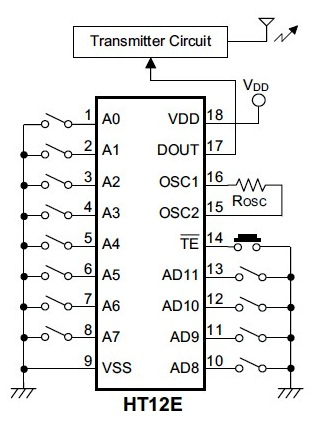 Transmitter Circuit
VDD
1 A0 VDD 18
2 A1 DOUT 17
3 A2 OSC1 16
Rosc
4 A3 OSC2 15
5 A4 TE 14
6 A5 AD11 13
7 A6 AD10 12
8 A7 AD9 11
9 VSS AD8 10
HT12E